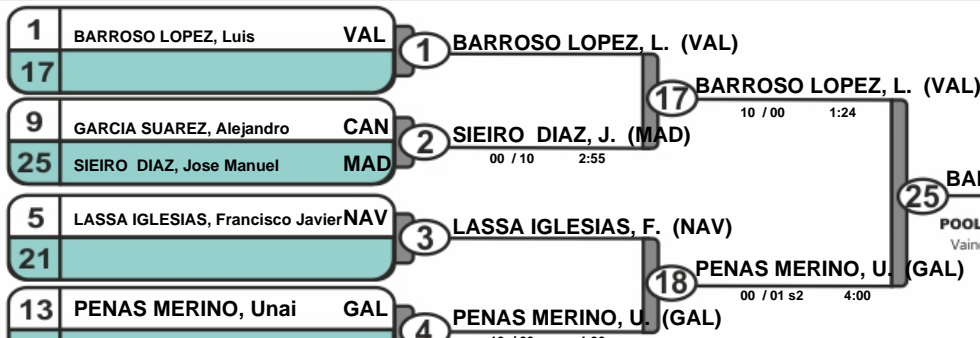 1 BARROSO LOPEZ, Luis VAL
17
9 GARCIA SUAREZ, Alejandro CAN
25 SIEIRO DIAZ, Jose Manuel MAD
5 LASSA IGLESIAS, Francisco Javier NAV
21
13 PENAS MERINO, Unai GAL
1 BARROSO LOPEZ, L. (VAL)
2 SIEIRO DIAZ, J. (MAD)
00 / 10 2:55
3 LASSA IGLESIAS, F. (NAV)
4 PENAS MERINO, U. (GAL)
17 BARROSO LOPEZ, L. (VAL)
10 / 00 1:24
18 PENAS MERINO, U. (GAL)
00 / 01 s2 4:00
25
POOL